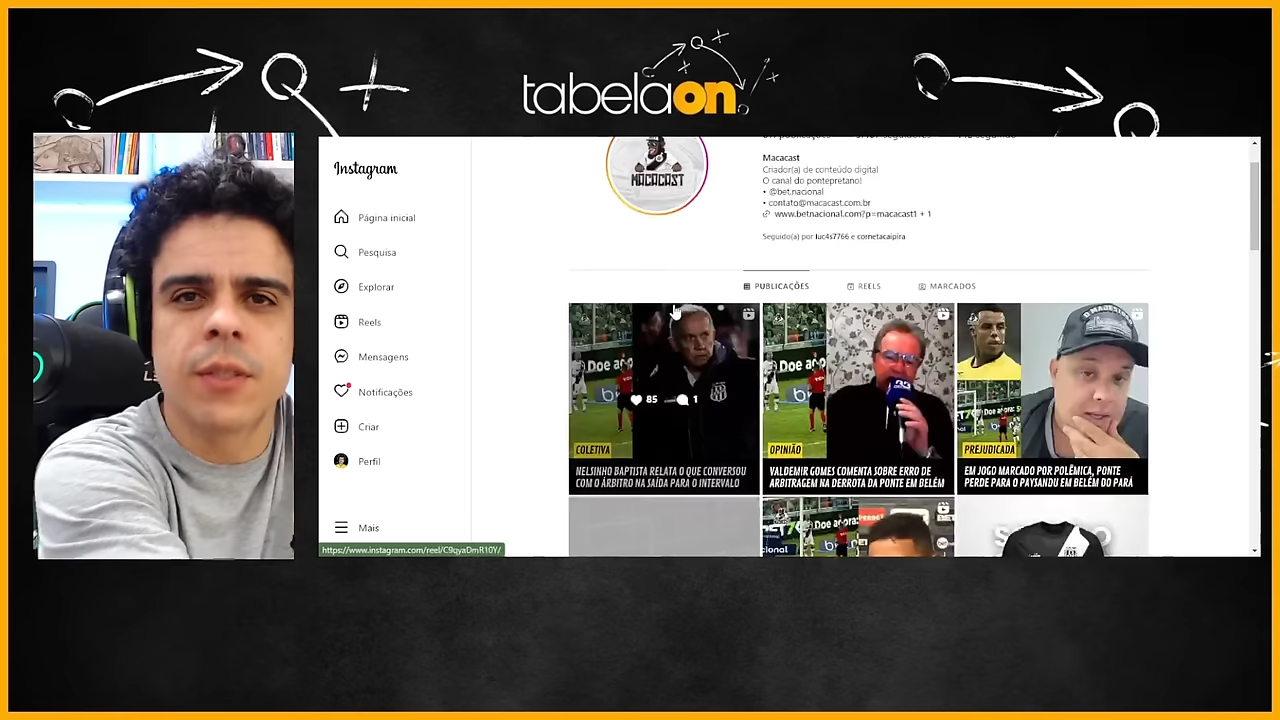 tabelaon
Instagram
Página inicial
Pesquisa
Explorar
Reels
Mensagens
Notificações
Criar
Perfil
Mais
MACACAST
Macacast
Criador(a) de conteúdo digital
O canal do pontepretano!
• @bet.nacional
• contato@macacast.com.br
www.betnacional.com?p=macacast1 + 1
Seguido(a) por luc4s7766 e cornetacaipira
PUBLICAÇÕES
REELS
MARCADOS
85
1
COLETIVA
NELSINHO BAPTISTA RELATA O QUE CONVERSOU
COM O ÁRBITRO NA SAÍDA PARA O INTERVALO
Doe agora:
OPINIÃO
VALDEMIR GOMES COMENTA SOBRE ERRO DE
ARBITRAGEM NA DERROTA DA PONTE EM BELÉM
PREJUDICADA
EM JOGO MARCADO POR POLÊMICA, PONTE
PERDE PARA O PAYSANDU EM BELÉM DO PARÁ
Doe agora:
https://www.instagram.com/reel/C9qyaDmR10Y/